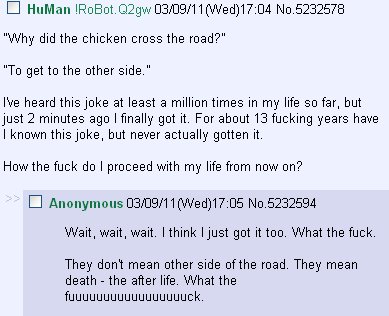 HuMan !RoBot.Q2gw 03/09/11(Wed)17:04 No.5232578
"Why did the chicken cross the road?"
"To get to the other side."
I've heard this joke at least a million times in my life so far, but
just 2 minutes ago I finally got it. For about 13 fucking years have
I known this joke, but never actually gotten it.
How the fuck do I proceed with my life from now on?
>> Anonymous 03/09/11(Wed)17:05 No.5232594
Wait, wait, wait. I think I just got it too. What the fuck.
They don't mean other side of the road. They mean
death - the after life. What the
fuuuuuuuuuuuuuuuuuck.